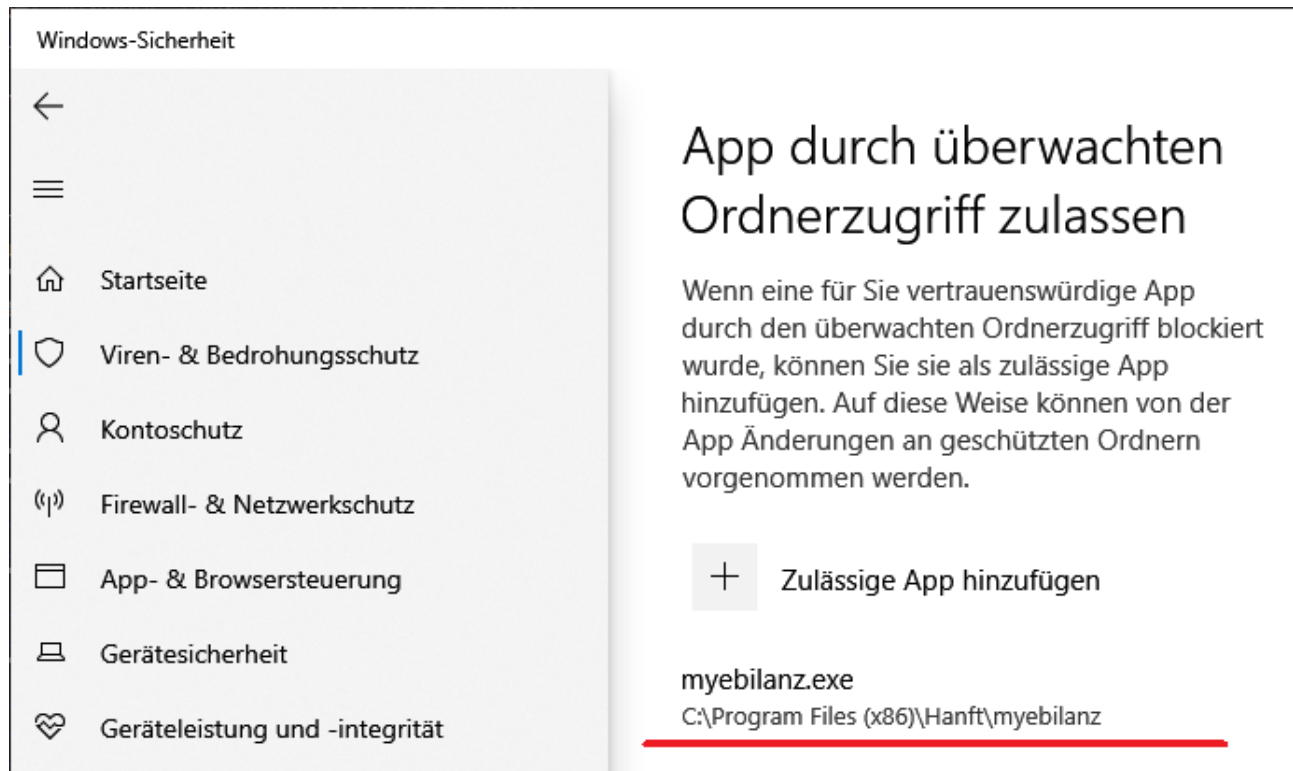 Windows-Sicherheit
App durch überwachten
Ordnerzugriff zulassen
Wenn eine für Sie vertrauenswürdige App
durch den überwachten Ordnerzugriff blockiert
wurde, können Sie sie als zulässige App
hinzufügen. Auf diese Weise können von der
App Änderungen an geschützten Ordnern
vorgenommen werden.
Zulässige App hinzufügen
myebilanz.exe
C:\Program Files (x86)\Hanft\myebilanz
Startseite
Viren- & Bedrohungsschutz
Kontoschutz
Firewall- & Netzwerkschutz
App- & Browsersteuerung
Gerätesicherheit
Geräteleistung und -integrität